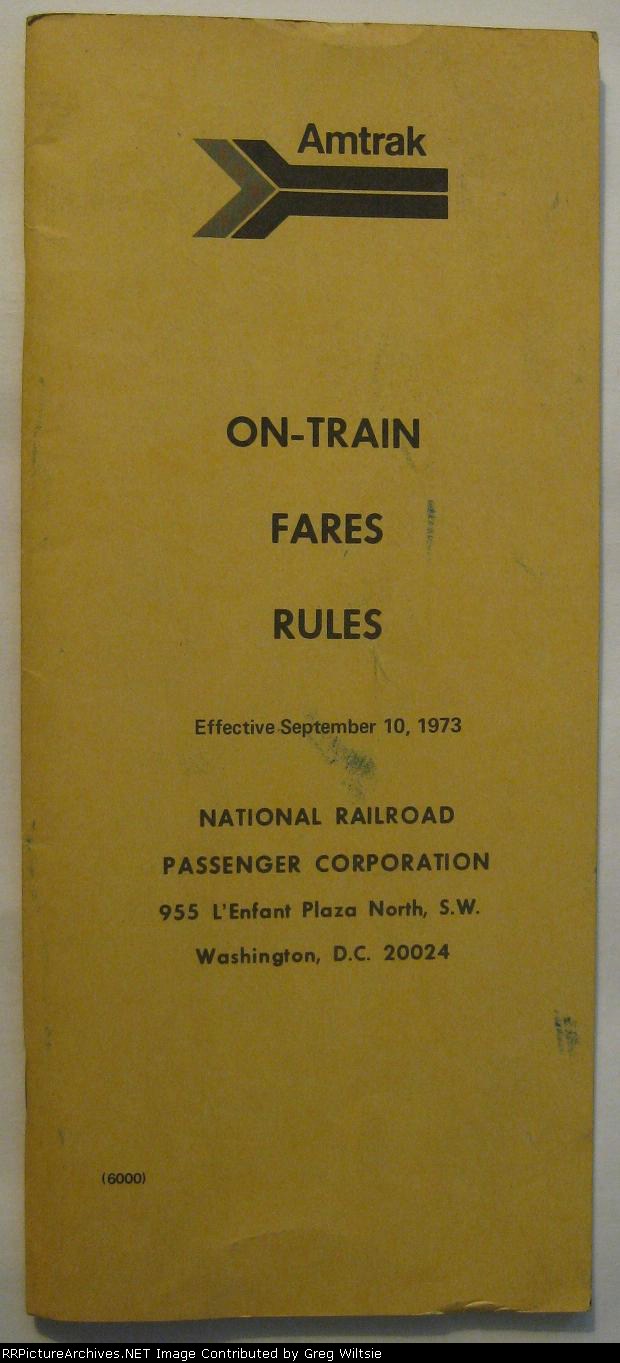 Amtrak
ON-TRAIN
FARES
RULES
Effective September 10, 1973
NATIONAL RAILROAD
PASSENGER CORPORATION
955 L'Enfant Plaza North, S.W.
Washington, D.C. 20024
(6000)
RRPictureArchives.NET Image Contributed by Greg Wiltsie